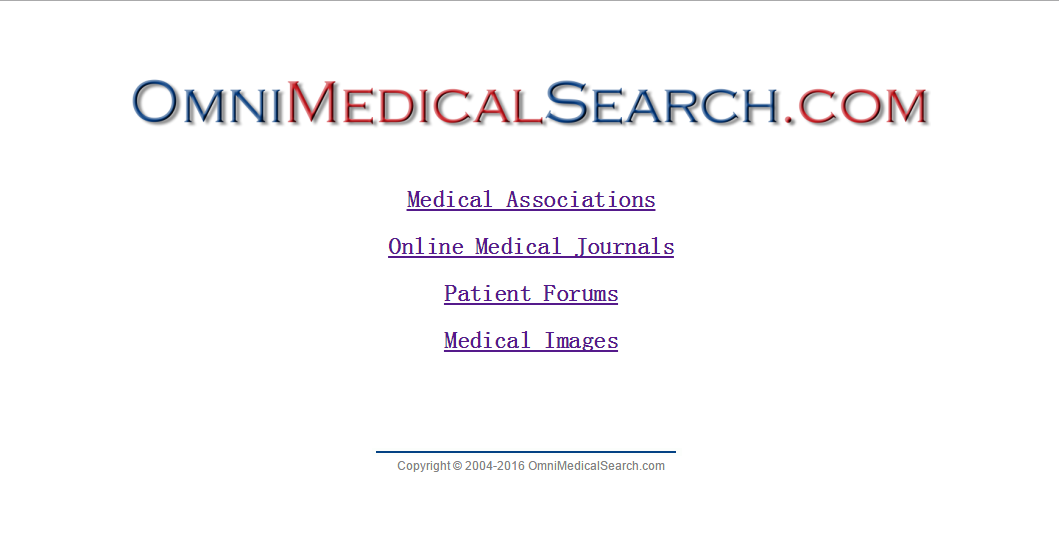 OmniMedicalSearch.com
Medical Associations
Online Medical Journals
Patient Forums
Medical Images
Copyright © 2004-2016 OmniMedicalSearch.com